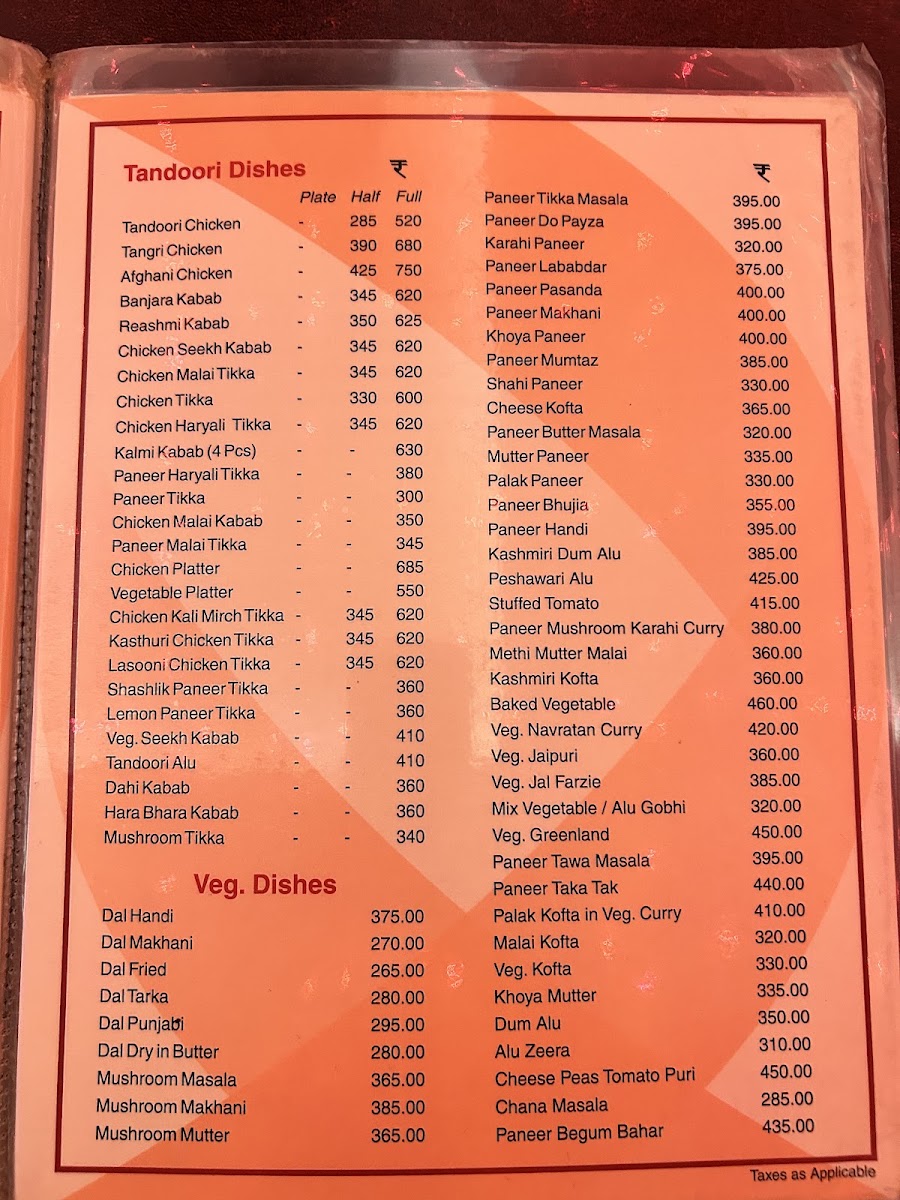 Tandoori Dishes ₹
Plate Half Full
Tandoori Chicken - 285 520
Tangri Chicken - 390 680
Afghani Chicken - 425 750
Banjara Kabab - 345 620
Reashmi Kabab - 350 625
Chicken Seekh Kabab - 345 620
Chicken Malai Tikka - 345 620
Chicken Tikka - 330 600
Chicken Haryali Tikka - 345 620
Kalmi Kabab (4 Pcs) - - 630
Paneer Haryali Tikka - - 380
Paneer Tikka - - 300
Chicken Malai Kabab - - 350
Paneer Malai Tikka - - 345
Chicken Platter - - 685
Vegetable Platter - - 550
Chicken Kali Mirch Tikka - 345 620
Kasthuri Chicken Tikka - 345 620
Lasooni Chicken Tikka - 345 620
Shashlik Paneer Tikka - - 360
Lemon Paneer Tikka - - 360
Veg. Seekh Kabab - - 410
Tandoori Alu - - 410
Dahi Kabab - - 360
Hara Bhara Kabab - - 360
Mushroom Tikka - - 340
Veg. Dishes
Dal Handi 375.00
Dal Makhani 270.00
Dal Fried 265.00
Dal Tarka 280.00
Dal Punjabi 295.00
Dal Dry in Butter 280.00
Mushroom Masala 365.00
Mushroom Makhani 385.00
Mushroom Mutter 365.00
₹
Paneer Tikka Masala 395.00
Paneer Do Payza 395.00
Karahi Paneer 320.00
Paneer Lababdar 375.00
Paneer Pasanda 400.00
Paneer Makhani 400.00
Khoya Paneer 400.00
Paneer Mumtaz 385.00
Shahi Paneer 330.00
Cheese Kofta 365.00
Paneer Butter Masala 320.00
Mutter Paneer 335.00
Palak Paneer 330.00
Paneer Bhujia 355.00
Paneer Handi 395.00
Kashmiri Dum Alu 385.00
Peshawari Alu 425.00
Stuffed Tomato 415.00
Paneer Mushroom Karahi Curry 380.00
Methi Mutter Malai 360.00
Kashmiri Kofta 360.00
Baked Vegetable 460.00
Veg. Navratan Curry 420.00
Veg. Jaipuri 360.00
Veg. Jal Farzie 385.00
Mix Vegetable / Alu Gobhi 320.00
Veg. Greenland 450.00
Paneer Tawa Masala 395.00
Paneer Taka Tak 440.00
Palak Kofta in Veg. Curry 410.00
Malai Kofta 320.00
Veg. Kofta 330.00
Khoya Mutter 335.00
Dum Alu 350.00
Alu Zeera 310.00
Cheese Peas Tomato Puri 450.00
Chana Masala 285.00
Paneer Begum Bahar 435.00
Taxes as Applicable